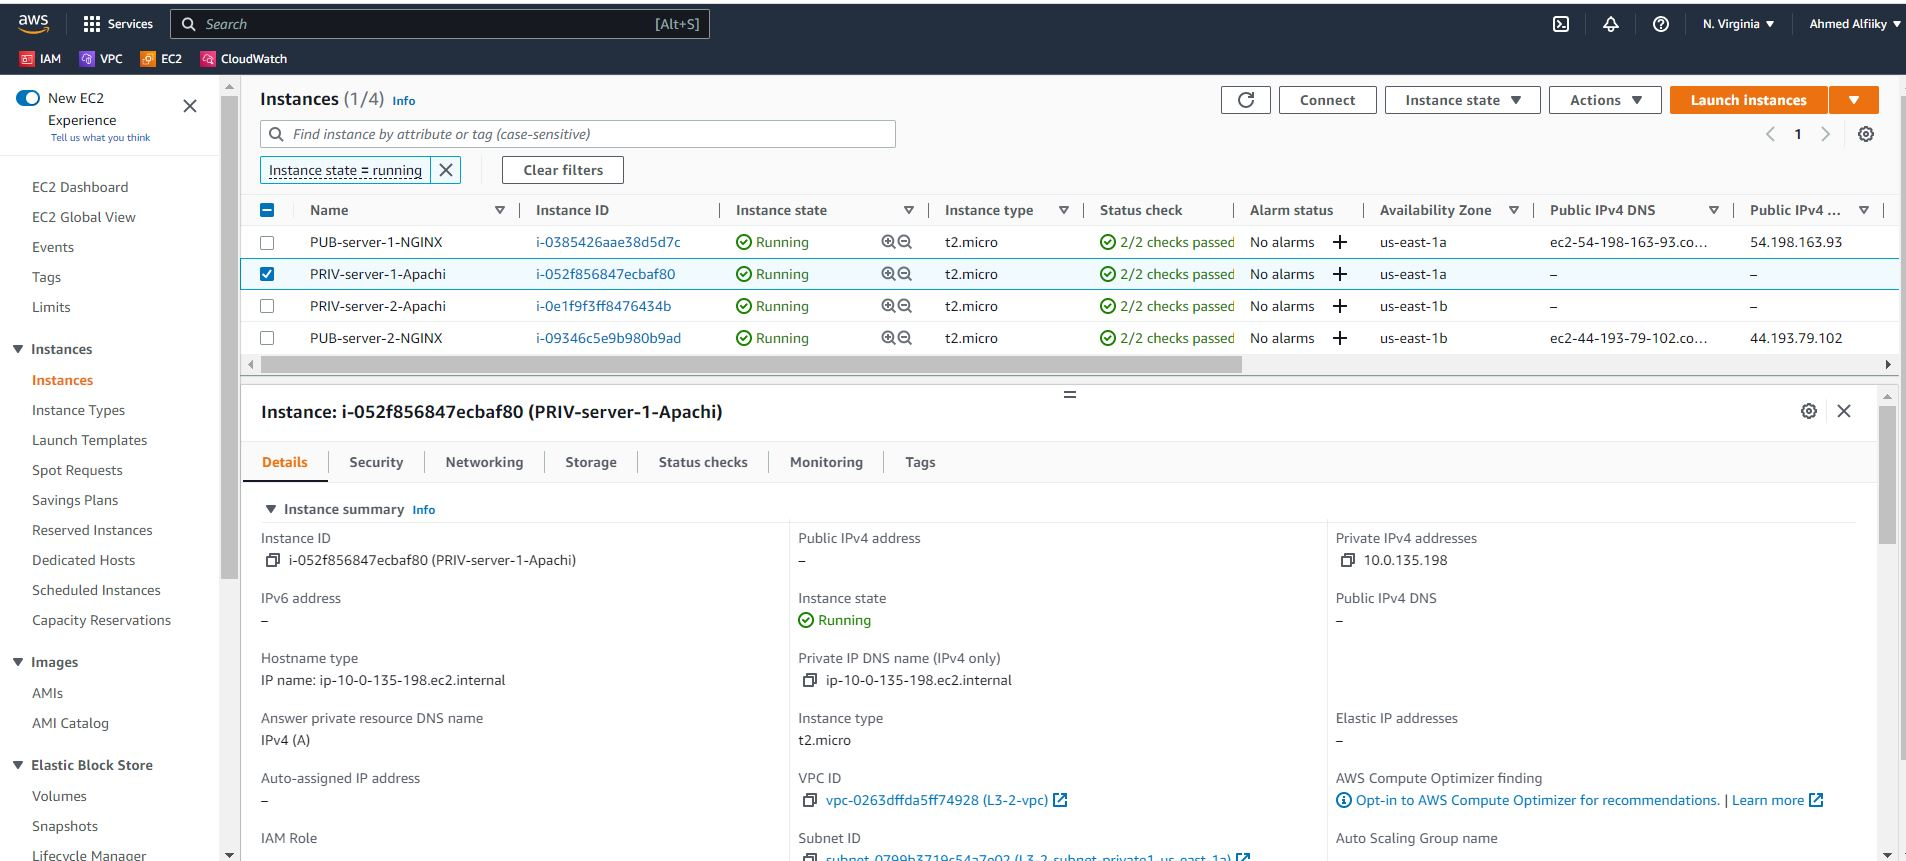 aws
Services
Search
[Alt+S]
N. Virginia
Ahmed Alfiiky
IAM
VPC
EC2
CloudWatch
New EC2
Experience
Tell us what you think
EC2 Dashboard
EC2 Global View
Events
Tags
Limits
Instances
Instances
Instance Types
Launch Templates
Spot Requests
Savings Plans
Reserved Instances
Dedicated Hosts
Scheduled Instances
Capacity Reservations
Images
AMIs
AMI Catalog
Elastic Block Store
Volumes
Snapshots
Lifecycle Manager
Instances (1/4) Info
Connect
Instance state
Actions
Launch instances
Find instance by attribute or tag (case-sensitive)
1
Instance state = running
Clear filters
Name Instance ID Instance state Instance type Status check Alarm status Availability Zone Public IPv4 DNS Public IPv4 ...
PUB-server-1-NGINX i-0385426aae38d5d7c Running t2.micro 2/2 checks passed No alarms + us-east-1a ec2-54-198-163-93.co... 54.198.163.93
PRIV-server-1-Apachi i-052f856847ecbaf80 Running t2.micro 2/2 checks passed No alarms + us-east-1a – –
PRIV-server-2-Apachi i-0e1f9f3ff8476434b Running t2.micro 2/2 checks passed No alarms + us-east-1b – –
PUB-server-2-NGINX i-09346c5e9b980b9ad Running t2.micro 2/2 checks passed No alarms + us-east-1b ec2-44-193-79-102.co... 44.193.79.102
Instance: i-052f856847ecbaf80 (PRIV-server-1-Apachi)
Details Security Networking Storage Status checks Monitoring Tags
Instance summary Info
Instance ID
i-052f856847ecbaf80 (PRIV-server-1-Apachi)
Public IPv4 address
–
Private IPv4 addresses
10.0.135.198
IPv6 address
–
Instance state
Running
Public IPv4 DNS
–
Hostname type
IP name: ip-10-0-135-198.ec2.internal
Private IP DNS name (IPv4 only)
ip-10-0-135-198.ec2.internal
Answer private resource DNS name
IPv4 (A)
Instance type
t2.micro
Elastic IP addresses
–
Auto-assigned IP address
–
VPC ID
vpc-0263dffda5ff74928 (L3-2-vpc)
AWS Compute Optimizer finding
Opt-in to AWS Compute Optimizer for recommendations. | Learn more
IAM Role
Subnet ID
subnet-0799b3719c54a7e02 (L3-2-subnet-private1-us-east-1a)
Auto Scaling Group name